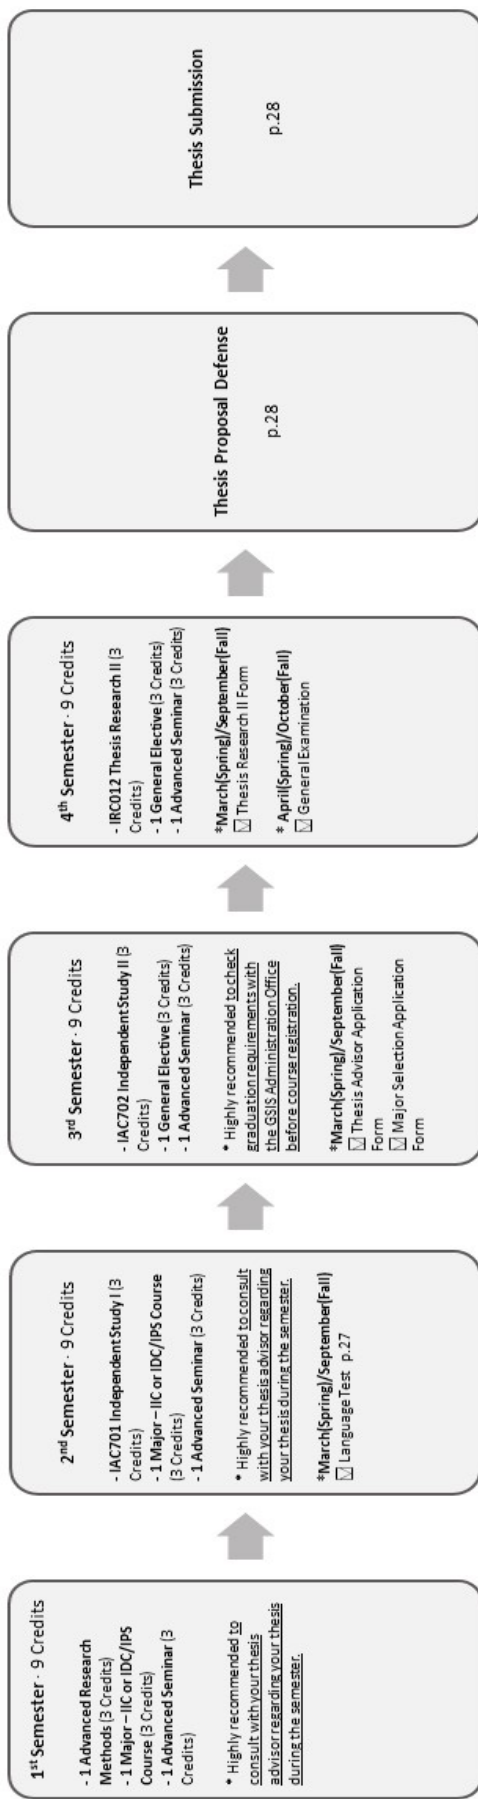 1st Semester · 9 Credits
- 1 Advanced Research
Methods (3 Credits)
- 1 Major – IIC or IDC/IPS
Course (3 Credits)
- 1 Advanced Seminar (3
Credits)
* Highly recommended to
consult with your thesis
advisor regarding your thesis
during the semester.
2nd Semester · 9 Credits
- IAC701 Independent Study I (3
Credits)
- 1 Major – IIC or IDC/IPS Course
(3 Credits)
- 1 Advanced Seminar (3 Credits)
* Highly recommended to consult
with your thesis advisor regarding
your thesis during the semester.
*March(Spring)/September(Fall)
☑ Language Test p.27
3rd Semester · 9 Credits
- IAC702 Independent Study II (3
Credits)
- 1 General Elective (3 Credits)
- 1 Advanced Seminar (3 Credits)
* Highly recommended to check
graduation requirements with
the GSIS Administration Office
before course registration.
*March(Spring)/September(Fall)
☑ Thesis Advisor Application
Form
☑ Major Selection Application
Form
4th Semester · 9 Credits
- IRC012 Thesis Research II (3
Credits)
- 1 General Elective (3 Credits)
- 1 Advanced Seminar (3 Credits)
*March(Spring)/September(Fall)
☑ Thesis Research II Form
* April(Spring)/October(Fall)
☑ General Examination
Thesis Proposal Defense
p.28
Thesis Submission
p.28